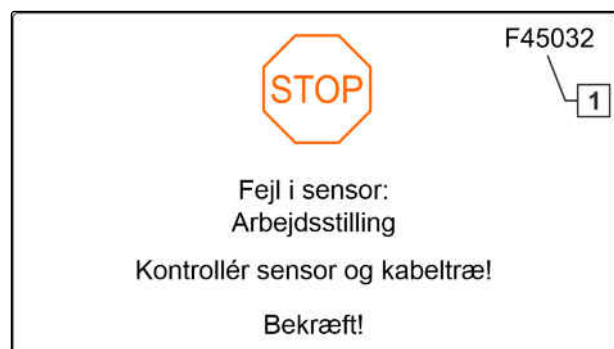 F45032
1
STOP
Fejl i sensor:
Arbejdsstilling
Kontrollér sensor og kabeltræ!
Bekræft!